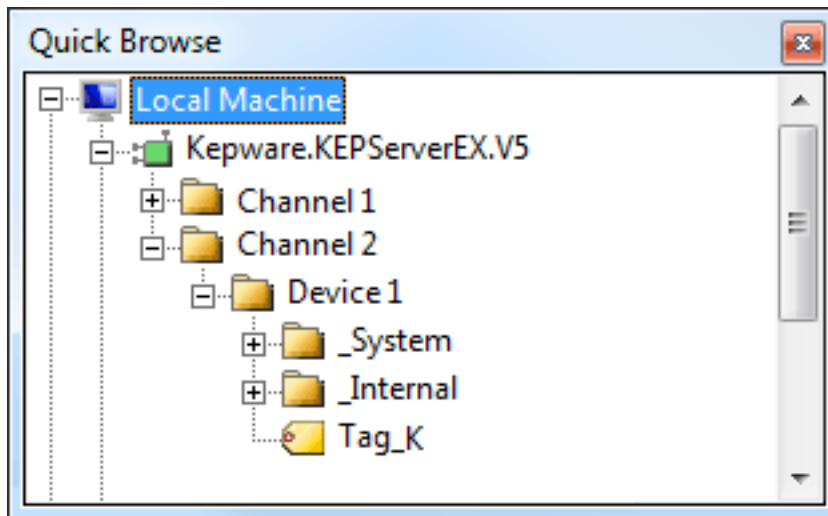 Quick Browse
Local Machine
Kepware.KEPServerEX.V5
Channel 1
Channel 2
Device 1
_System
_Internal
Tag_K